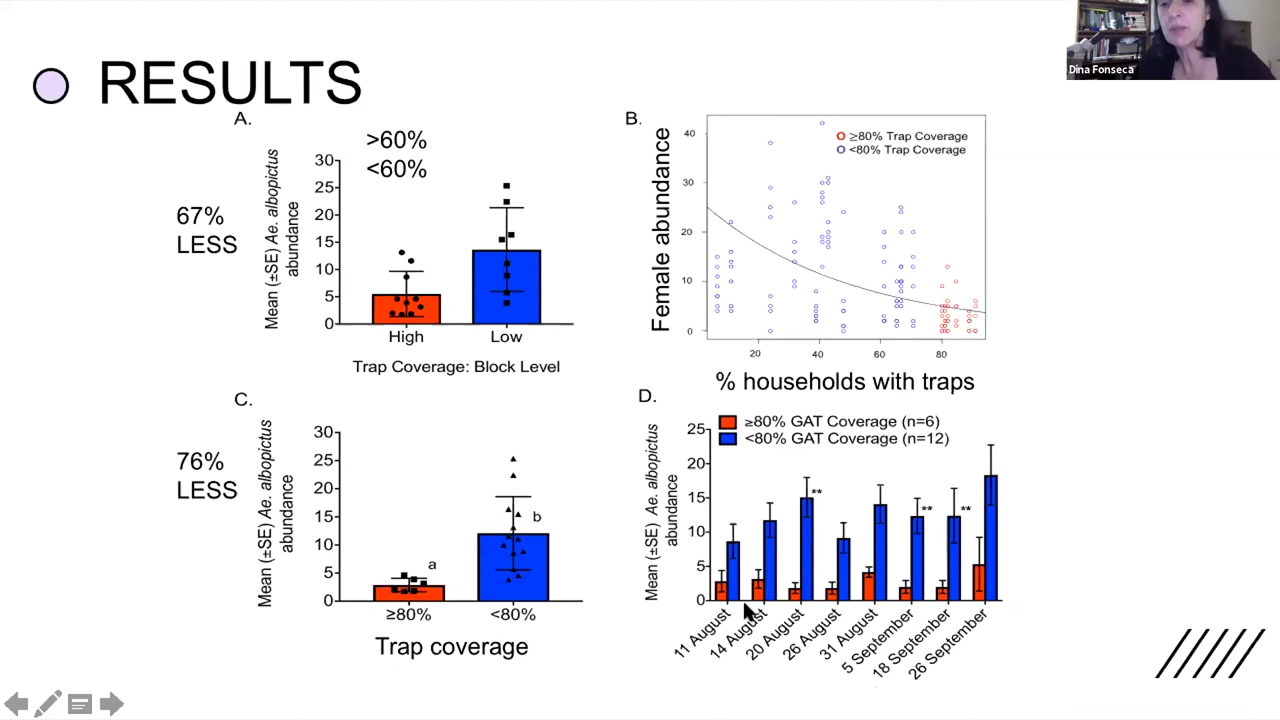 Dina Fonseca
RESULTS
A.
>60%
<60%
67%
LESS
Mean (±SE) Ae. albopictus
abundance
30
25
20
15
10
5
0
High
Low
Trap Coverage: Block Level
B.
Female abundance
40
30
20
10
0
≥80% Trap Coverage
<80% Trap Coverage
20
40
60
80
% households with traps
C.
76%
LESS
Mean (±SE) Ae. albopictus
abundance
30
25
20
15
10
5
0
a
b
≥80%
<80%
Trap coverage
D.
≥80% GAT Coverage (n=6)
<80% GAT Coverage (n=12)
Mean (±SE) Ae. albopictus
abundance
25
20
15
10
5
0
**
**
**
11 August
14 August
20 August
26 August
31 August
5 September
18 September
26 September